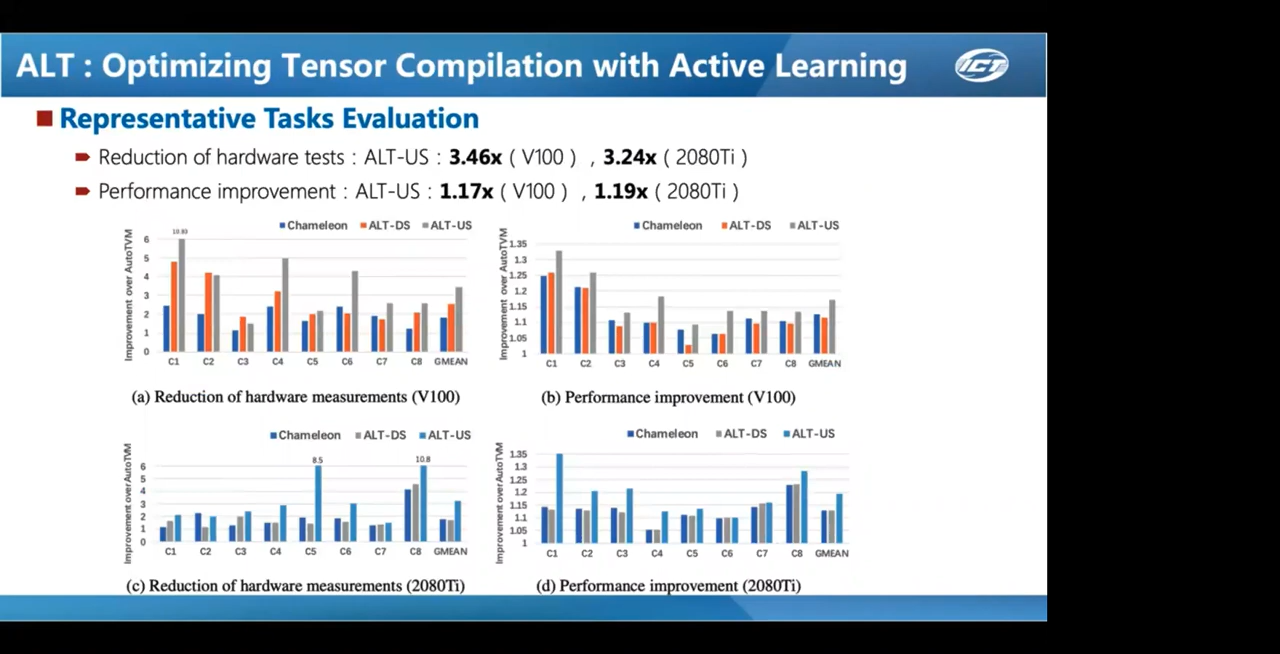 ALT : Optimizing Tensor Compilation with Active Learning
ICT
Representative Tasks Evaluation
Reduction of hardware tests : ALT-US : 3.46x ( V100 ) , 3.24x ( 2080Ti )
Performance improvement : ALT-US : 1.17x ( V100 ) , 1.19x ( 2080Ti )
Chameleon ALT-DS ALT-US
Improvement over AutoTVM
10.83
6
5
4
3
2
1
0
C1 C2 C3 C4 C5 C6 C7 C8 GMEAN
(a) Reduction of hardware measurements (V100)
Chameleon ALT-DS ALT-US
Improvement over AutoTVM
1.35
1.3
1.25
1.2
1.15
1.1
1.05
1
C1 C2 C3 C4 C5 C6 C7 C8 GMEAN
(b) Performance improvement (V100)
Chameleon ALT-DS ALT-US
Improvement over AutoTVM
8.5 10.8
6
5
4
3
2
1
0
C1 C2 C3 C4 C5 C6 C7 C8 GMEAN
(c) Reduction of hardware measurements (2080Ti)
Chameleon ALT-DS ALT-US
Improvement over AutoTVM
1.35
1.3
1.25
1.2
1.15
1.1
1.05
1
C1 C2 C3 C4 C5 C6 C7 C8 GMEAN
(d) Performance improvement (2080Ti)